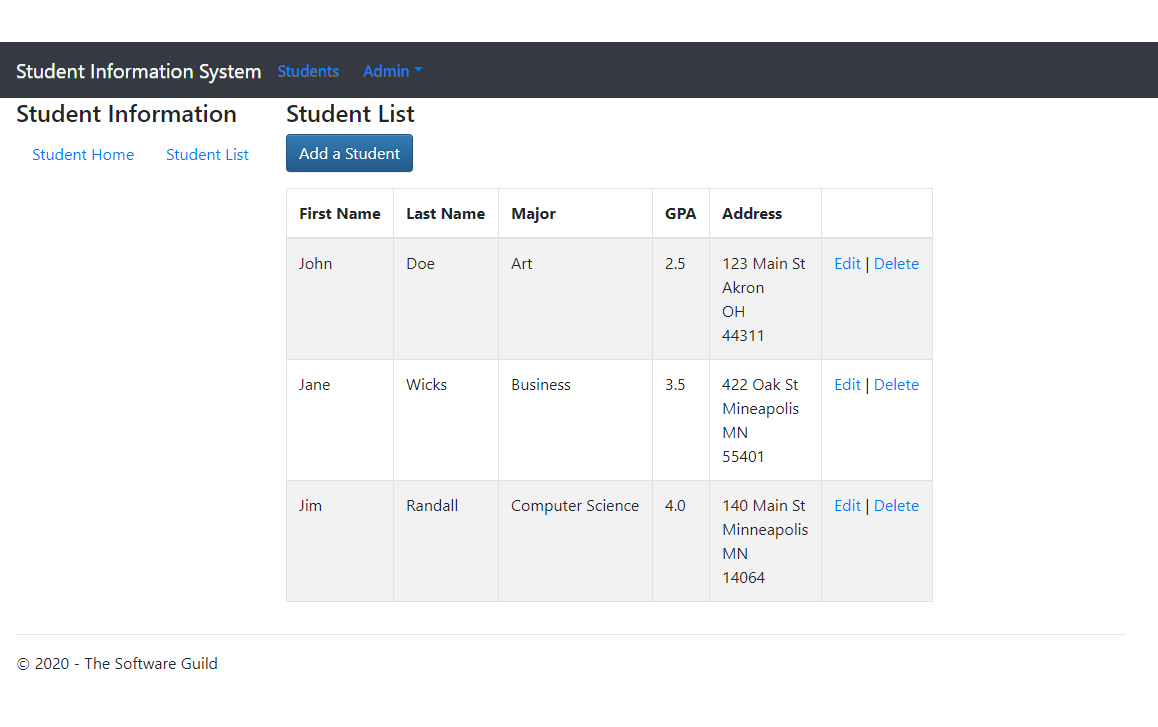 Student Information System Students Admin
Student Information
Student Home Student List
Student List
Add a Student
First Name Last Name Major GPA Address
John Doe Art 2.5 123 Main St Edit | Delete
Akron
OH
44311
Jane Wicks Business 3.5 422 Oak St Edit | Delete
Mineapolis
MN
55401
Jim Randall Computer Science 4.0 140 Main St Edit | Delete
Minneapolis
MN
14064
© 2020 - The Software Guild